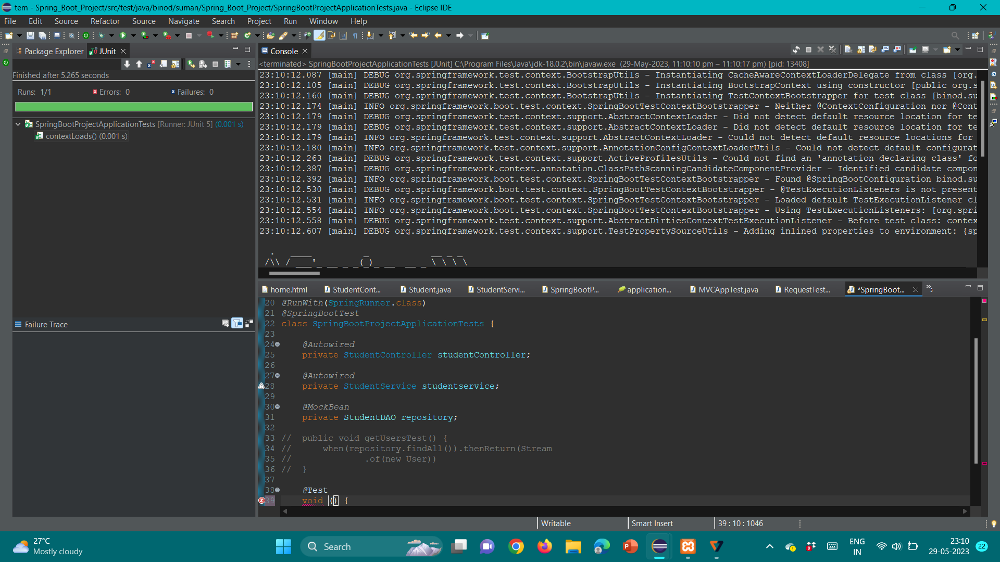 tem - Spring_Boot_Project/src/test/java/binod/suman/Spring_Boot_Project/SpringBootProjectApplicationTests.java - Eclipse IDE
File Edit Source Refactor Source Navigate Search Project Run Window Help
Package Explorer JUnit
Finished after 5.265 seconds
Runs: 1/1 Errors: 0 Failures: 0
SpringBootProjectApplicationTests [Runner: JUnit 5] (0.001 s)
contextLoads() (0.001 s)
Failure Trace
Console
<terminated> SpringBootProjectApplicationTests [JUnit] C:\Program Files\Java\jdk-18.0.2\bin\javaw.exe (29-May-2023, 11:10:10 pm – 11:10:17 pm) [pid: 13408]
23:10:12.087 [main] DEBUG org.springframework.test.context.BootstrapUtils - Instantiating CacheAwareContextLoaderDelegate from class [org.
23:10:12.105 [main] DEBUG org.springframework.test.context.BootstrapUtils - Instantiating BootstrapContext using constructor [public org.s
23:10:12.160 [main] DEBUG org.springframework.test.context.BootstrapUtils - Instantiating TestContextBootstrapper for test class [binod.su
23:10:12.174 [main] INFO org.springframework.boot.test.context.SpringBootTestContextBootstrapper - Neither @ContextConfiguration nor @Cont
23:10:12.179 [main] DEBUG org.springframework.test.context.support.AbstractContextLoader - Did not detect default resource location for te
23:10:12.179 [main] DEBUG org.springframework.test.context.support.AbstractContextLoader - Did not detect default resource location for te
23:10:12.179 [main] INFO org.springframework.test.context.support.AbstractContextLoader - Could not detect default resource locations for
23:10:12.180 [main] INFO org.springframework.test.context.support.AnnotationConfigContextLoaderUtils - Could not detect default configurat
23:10:12.263 [main] DEBUG org.springframework.test.context.support.ActiveProfilesUtils - Could not find an 'annotation declaring class' fo
23:10:12.387 [main] DEBUG org.springframework.context.annotation.ClassPathScanningCandidateComponentProvider - Identified candidate compon
23:10:12.392 [main] INFO org.springframework.boot.test.context.SpringBootTestContextBootstrapper - Found @SpringBootConfiguration binod.su
23:10:12.530 [main] DEBUG org.springframework.boot.test.context.SpringBootTestContextBootstrapper - @TestExecutionListeners is not present
23:10:12.531 [main] INFO org.springframework.boot.test.context.SpringBootTestContextBootstrapper - Loaded default TestExecutionListener cl
23:10:12.554 [main] INFO org.springframework.boot.test.context.SpringBootTestContextBootstrapper - Using TestExecutionListeners: [org.spri
23:10:12.558 [main] DEBUG org.springframework.test.context.support.AbstractDirtiesContextTestExecutionListener - Before test class: contex
23:10:12.607 [main] DEBUG org.springframework.test.context.support.TestPropertySourceUtils - Adding inlined properties to environment: {sp
  .   ____          _            __ _ _
 /\\ / ___'_ __ _ _(_)_ __  __ _ \ \ \ \
home.html StudentCont... Student.java StudentServi... SpringBootP... application... MVCAppTest.java RequestTest... *SpringBoot... »3
20 @RunWith(SpringRunner.class)
21 @SpringBootTest
22 class SpringBootProjectApplicationTests {
23
24 @Autowired
25 private StudentController studentController;
26
27 @Autowired
28 private StudentService studentservice;
29
30 @MockBean
31 private StudentDAO repository;
32
33 // public void getUsersTest() {
34 // when(repository.findAll()).thenReturn(Stream
35 // .of(new User))
36 // }
37
38 @Test
39 void () {
Writable Smart Insert 39 : 10 : 1046
27°C
Mostly cloudy
Search
ENG
IN
23:10
29-05-2023
22